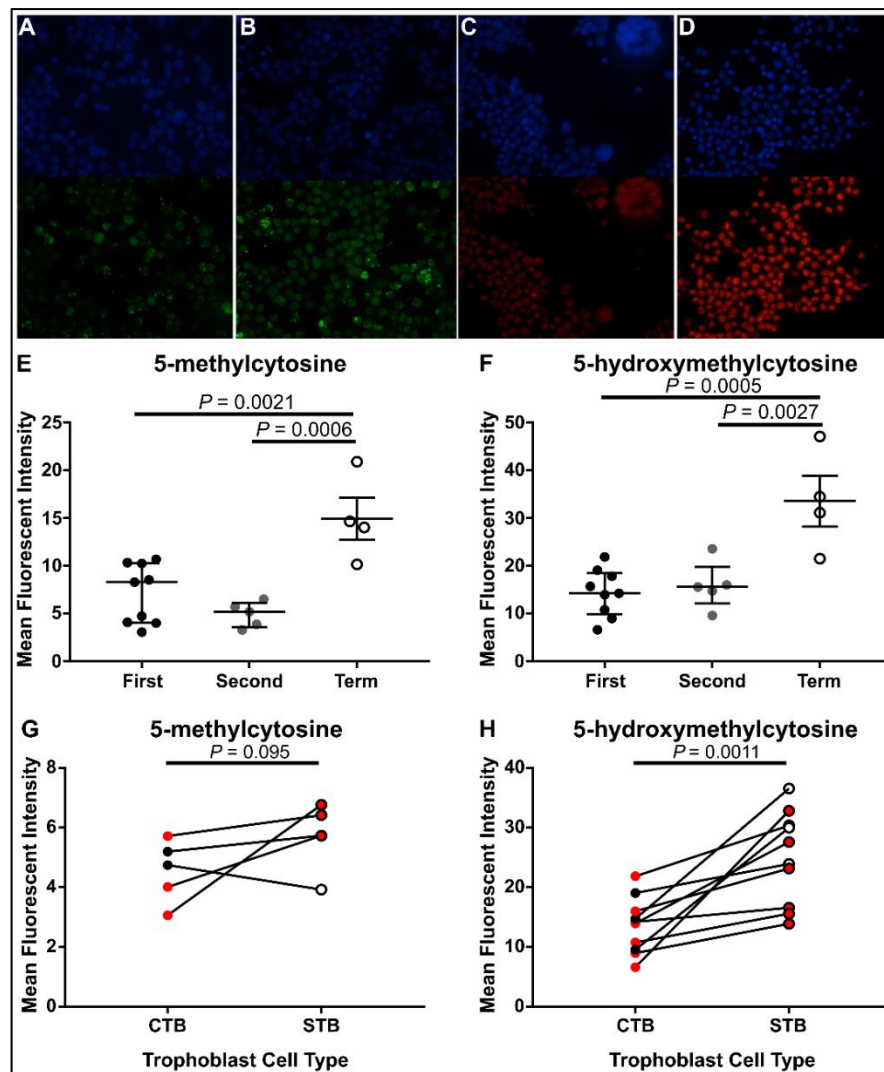 A B C D
E 5-methylcytosine
P = 0.0021
P = 0.0006
Mean Fluorescent Intensity
25
20
15
10
5
0
First Second Term
F 5-hydroxymethylcytosine
P = 0.0005
P = 0.0027
Mean Fluorescent Intensity
50
40
30
20
10
0
First Second Term
G 5-methylcytosine
P = 0.095
Mean Fluorescent Intensity
8
6
4
2
0
CTB STB
Trophoblast Cell Type
H 5-hydroxymethylcytosine
P = 0.0011
Mean Fluorescent Intensity
40
30
20
10
0
CTB STB
Trophoblast Cell Type